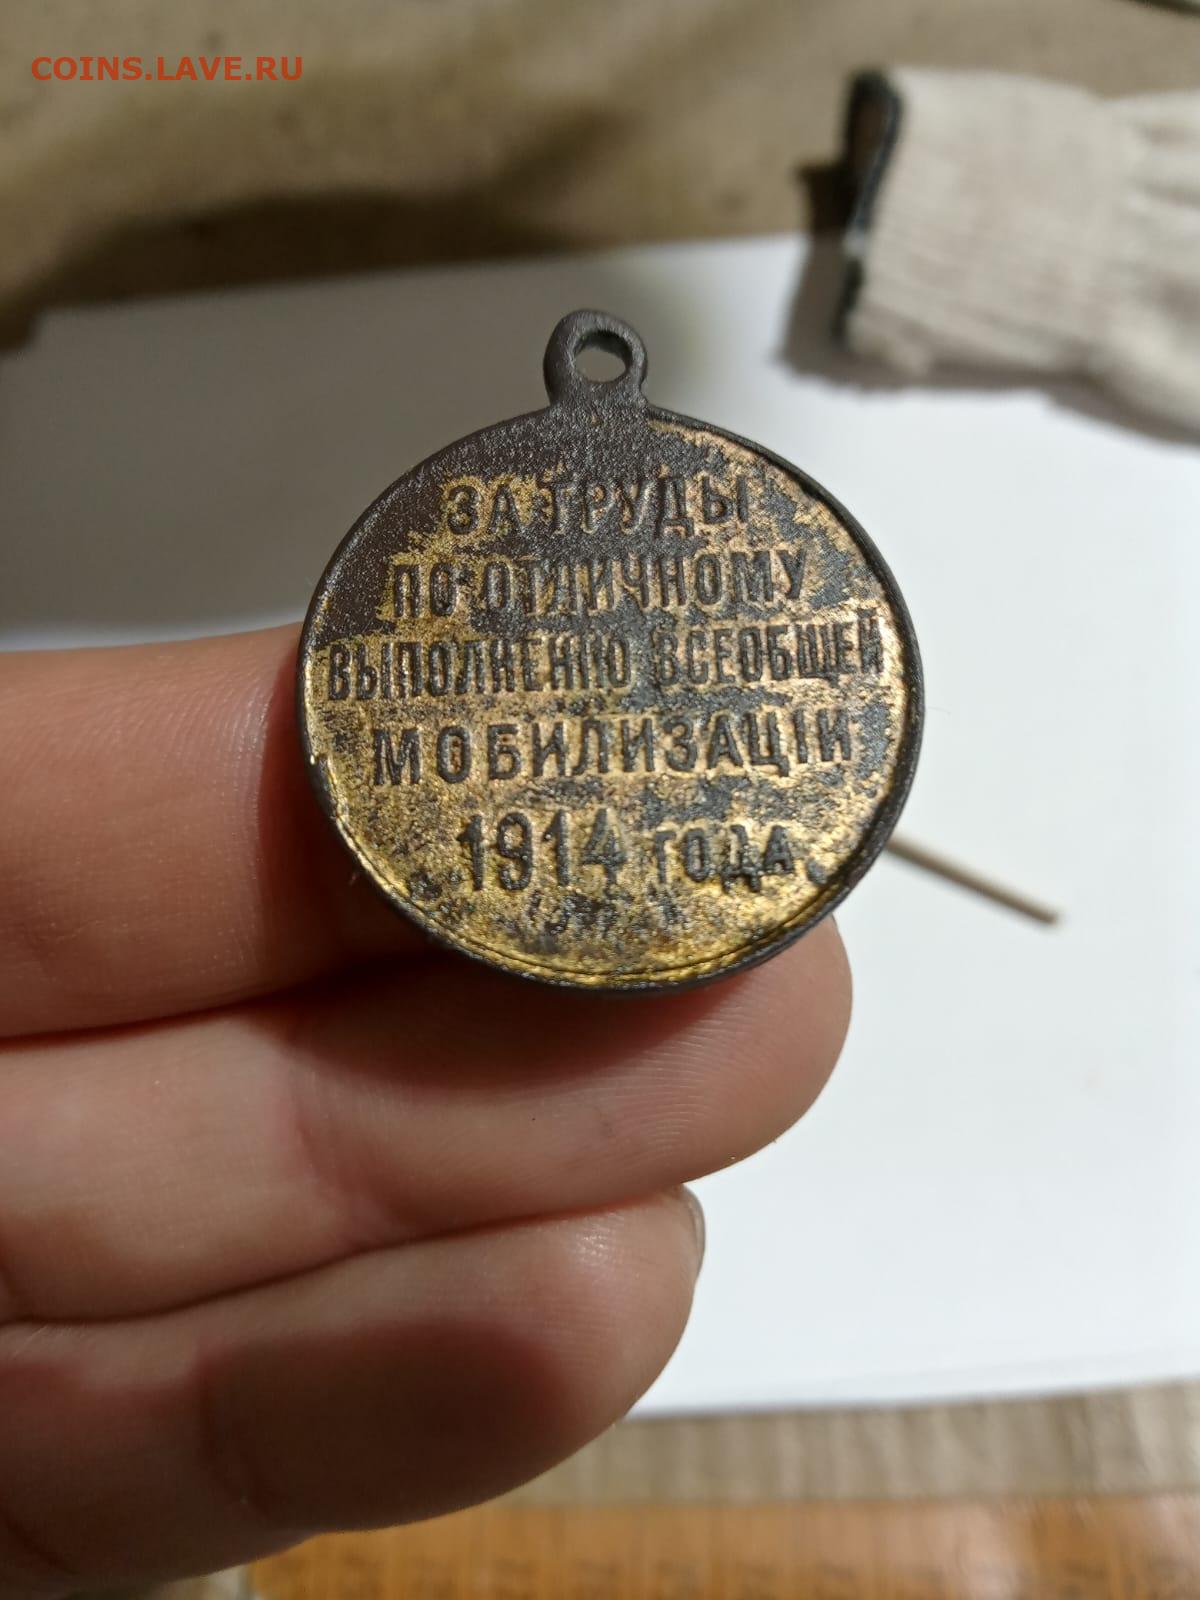 COINS.LAVE.RU
ЗА ТРУДЫ
ПО ОТЛИЧНОМУ
ВЫПОЛНЕНІЮ ВСЕОБЩЕЙ
МОБИЛИЗАЦІИ
1914 ГОДА